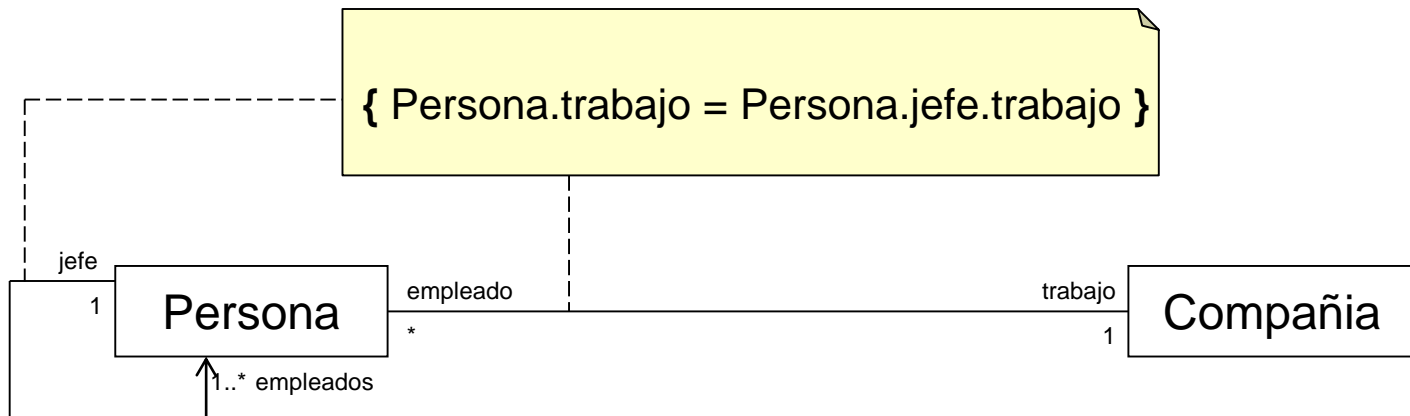 { Persona.trabajo = Persona.jefe.trabajo }
jefe
1
Persona
empleado
*
trabajo
1
Compañia
1..* empleados